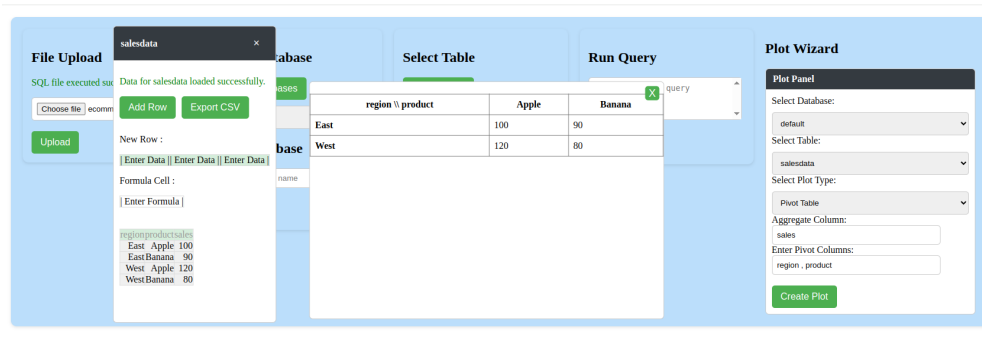 File Upload
SQL file executed suc
Choose file ecomm
Upload
salesdata ×
Data for salesdata loaded successfully.
Add Row Export CSV
New Row :
| Enter Data || Enter Data || Enter Data |
Formula Cell :
| Enter Formula |
regionproductsales
East Apple 100
EastBanana 90
West Apple 120
WestBanana 80
tabase
bases
base
name
Select Table
Run Query
query
X
region \\ product Apple Banana
East 100 90
West 120 80
Plot Wizard
Plot Panel
Select Database:
default
Select Table:
salesdata
Select Plot Type:
Pivot Table
Aggregate Column:
sales
Enter Pivot Columns:
region , product
Create Plot